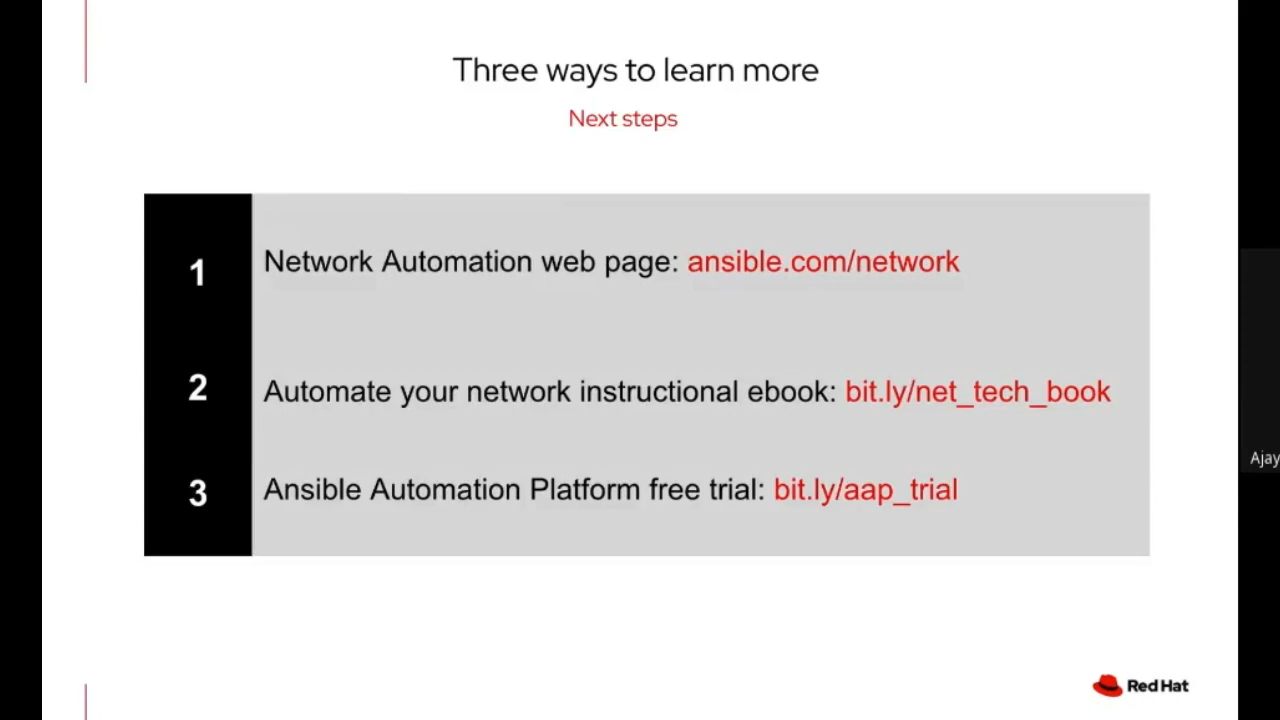 Three ways to learn more
Next steps
1 Network Automation web page: ansible.com/network
2 Automate your network instructional ebook: bit.ly/net_tech_book
3 Ansible Automation Platform free trial: bit.ly/aap_trial
Ajay
Red Hat